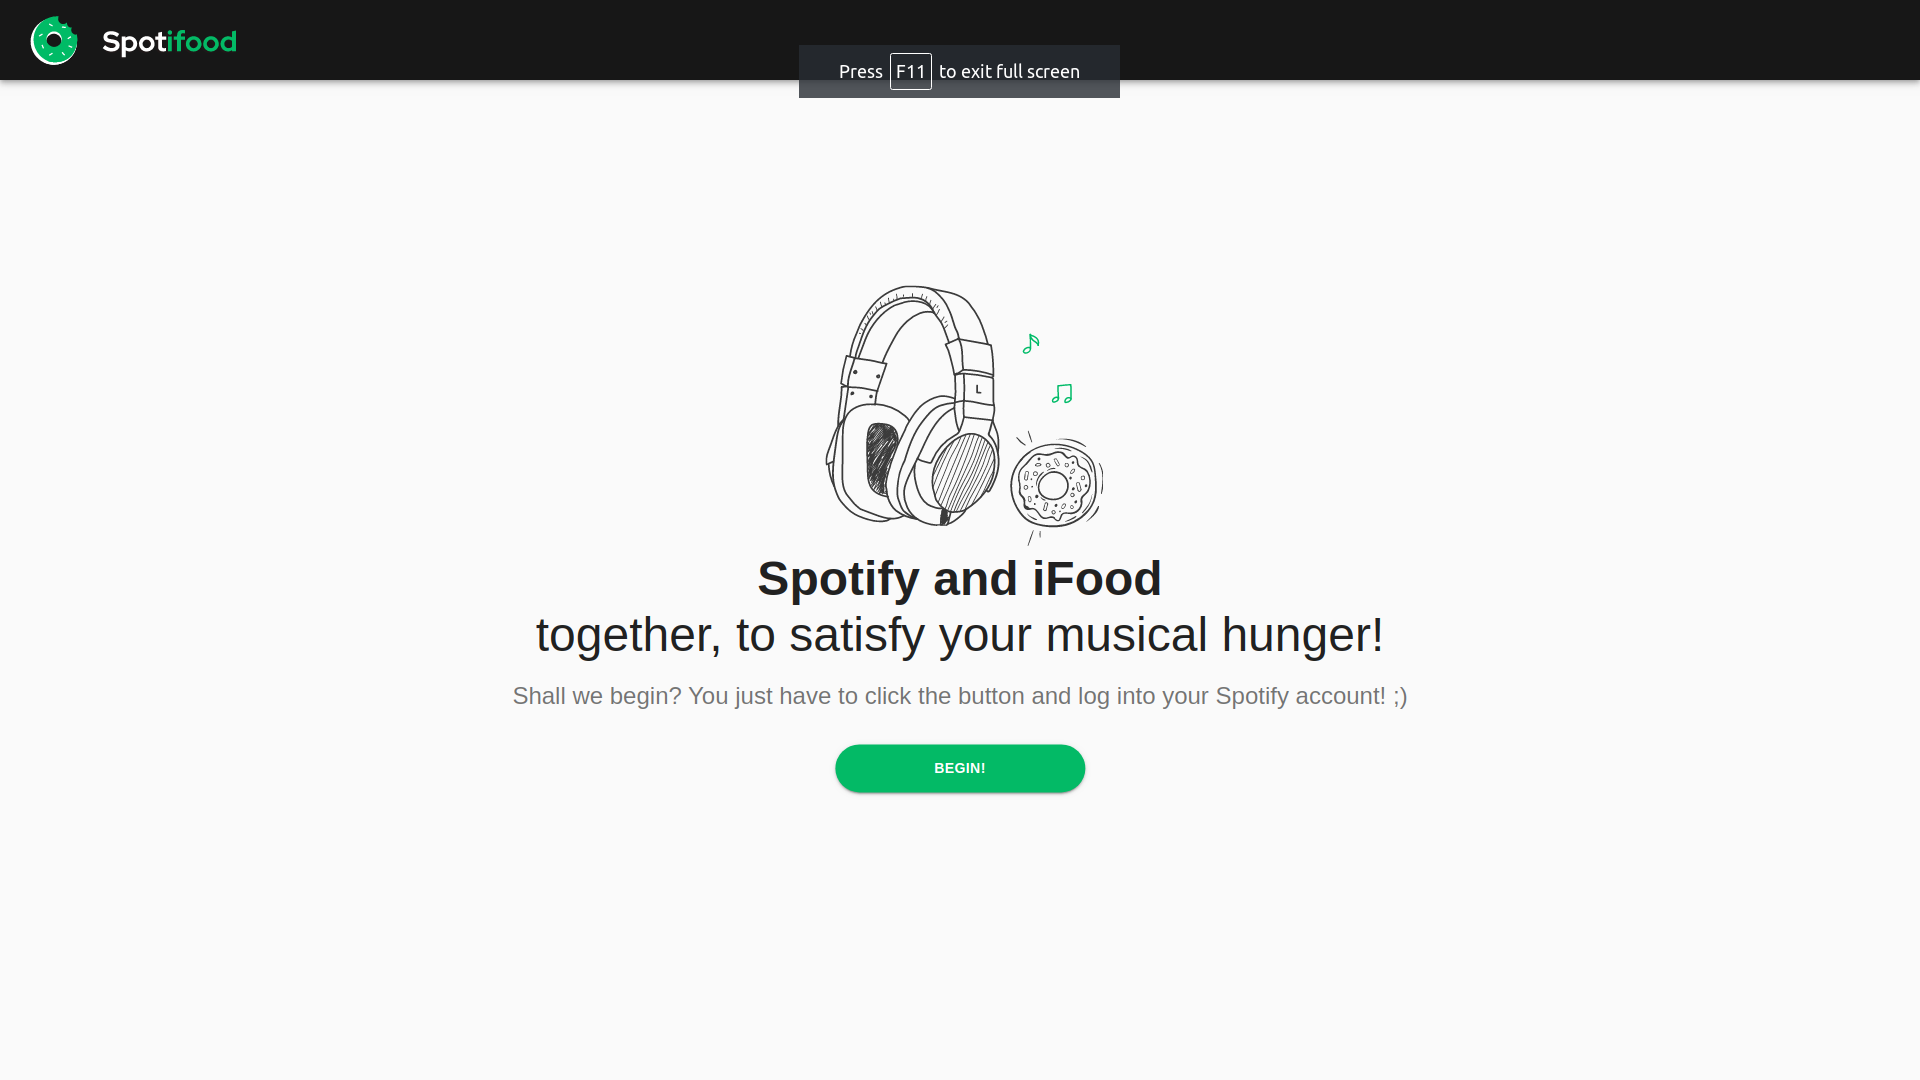 Spotifood
Press F11 to exit full screen
L
Spotify and iFood
together, to satisfy your musical hunger!
Shall we begin? You just have to click the button and log into your Spotify account! ;)
BEGIN!